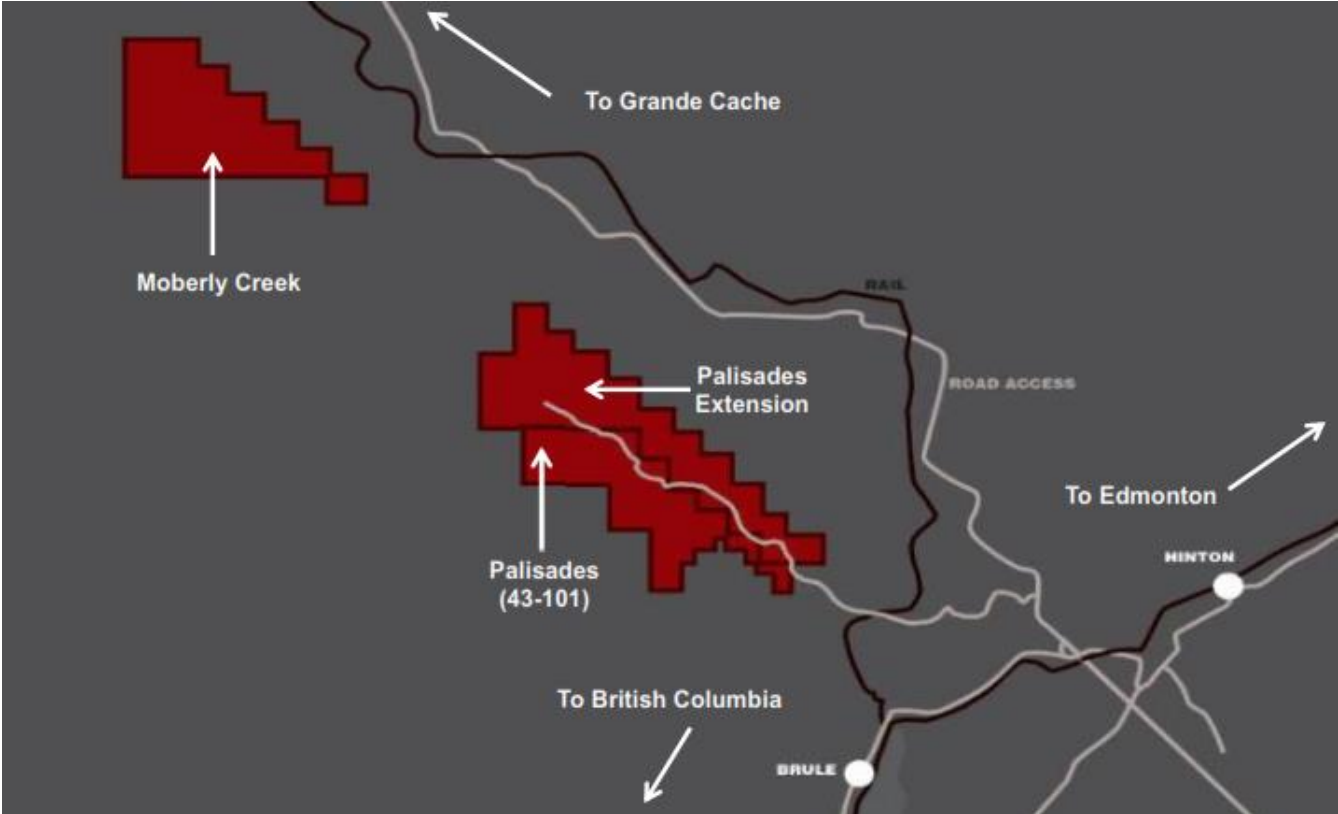 To Grande Cache
Moberly Creek
RAIL
Palisades
Extension
ROAD ACCESS
To Edmonton
HINTON
Palisades
(43-101)
To British Columbia
BRULE